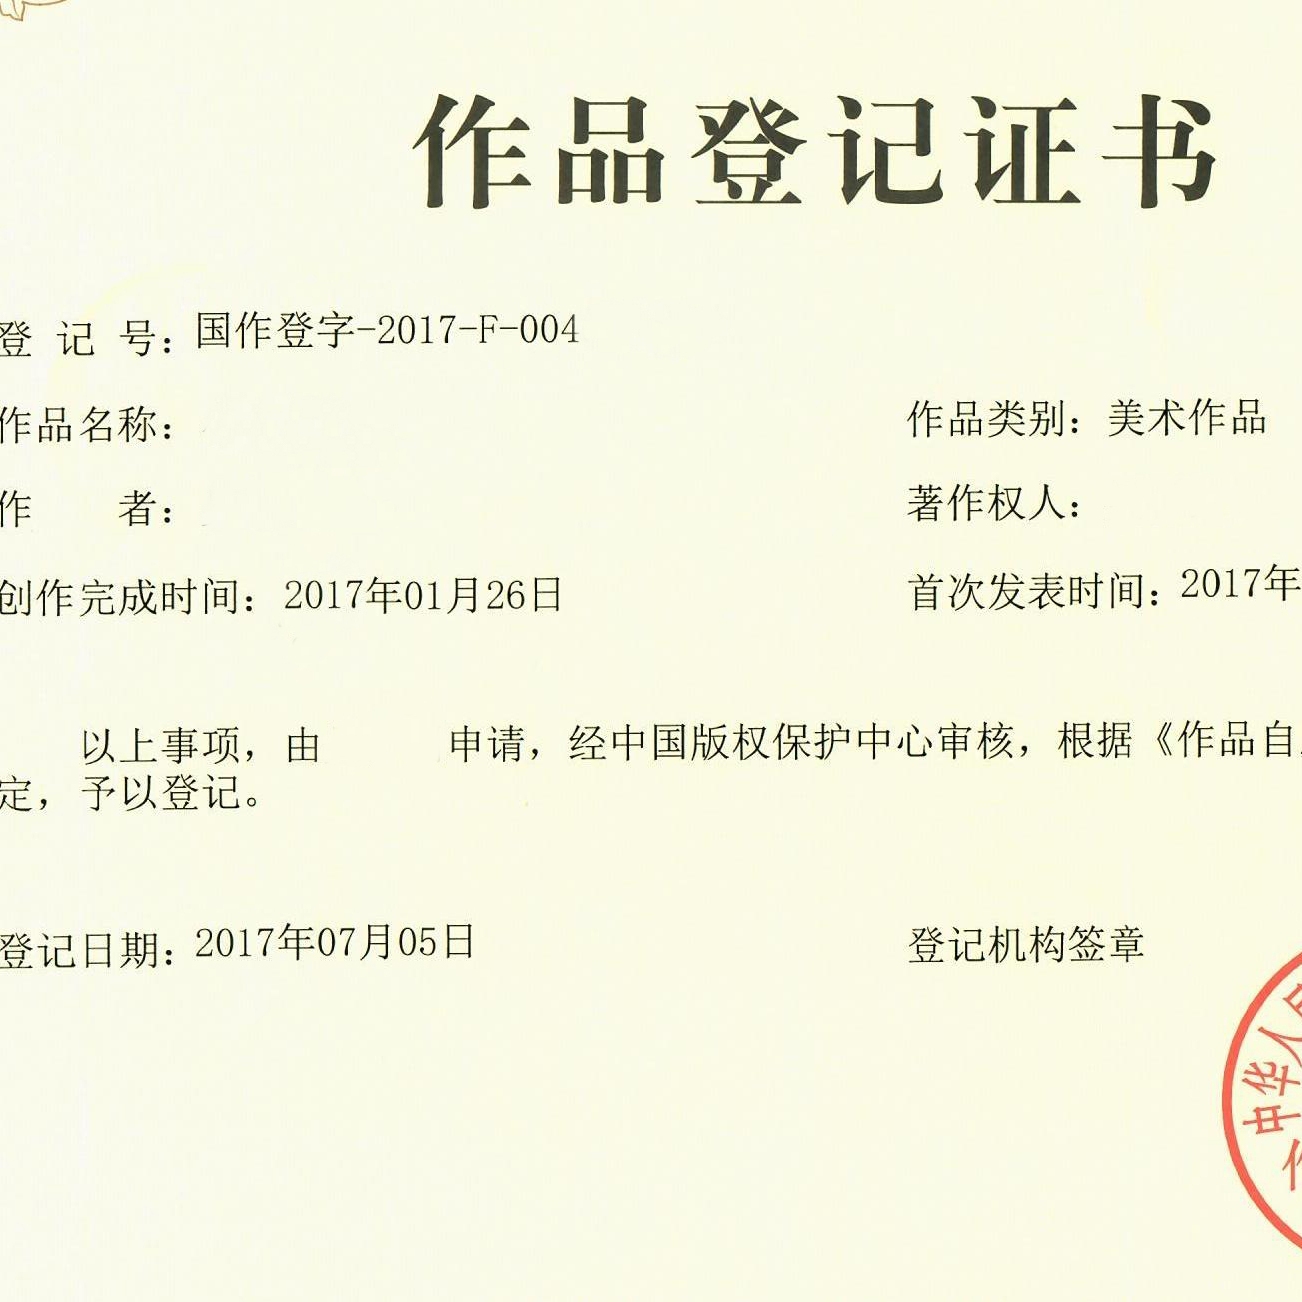 作品登记证书
登 记 号：国作登字-2017-F-004
作品名称：
作品类别：美术作品
作 者：
著作权人：
创作完成时间：2017年01月26日
首次发表时间：2017年
以上事项，由 申请，经中国版权保护中心审核，根据《作品自
定，予以登记。
登记日期：2017年07月05日
登记机构签章
中华人